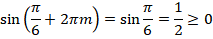 sin(π/6 + 2πm) = sin π/6 = 1/2 ≥ 0